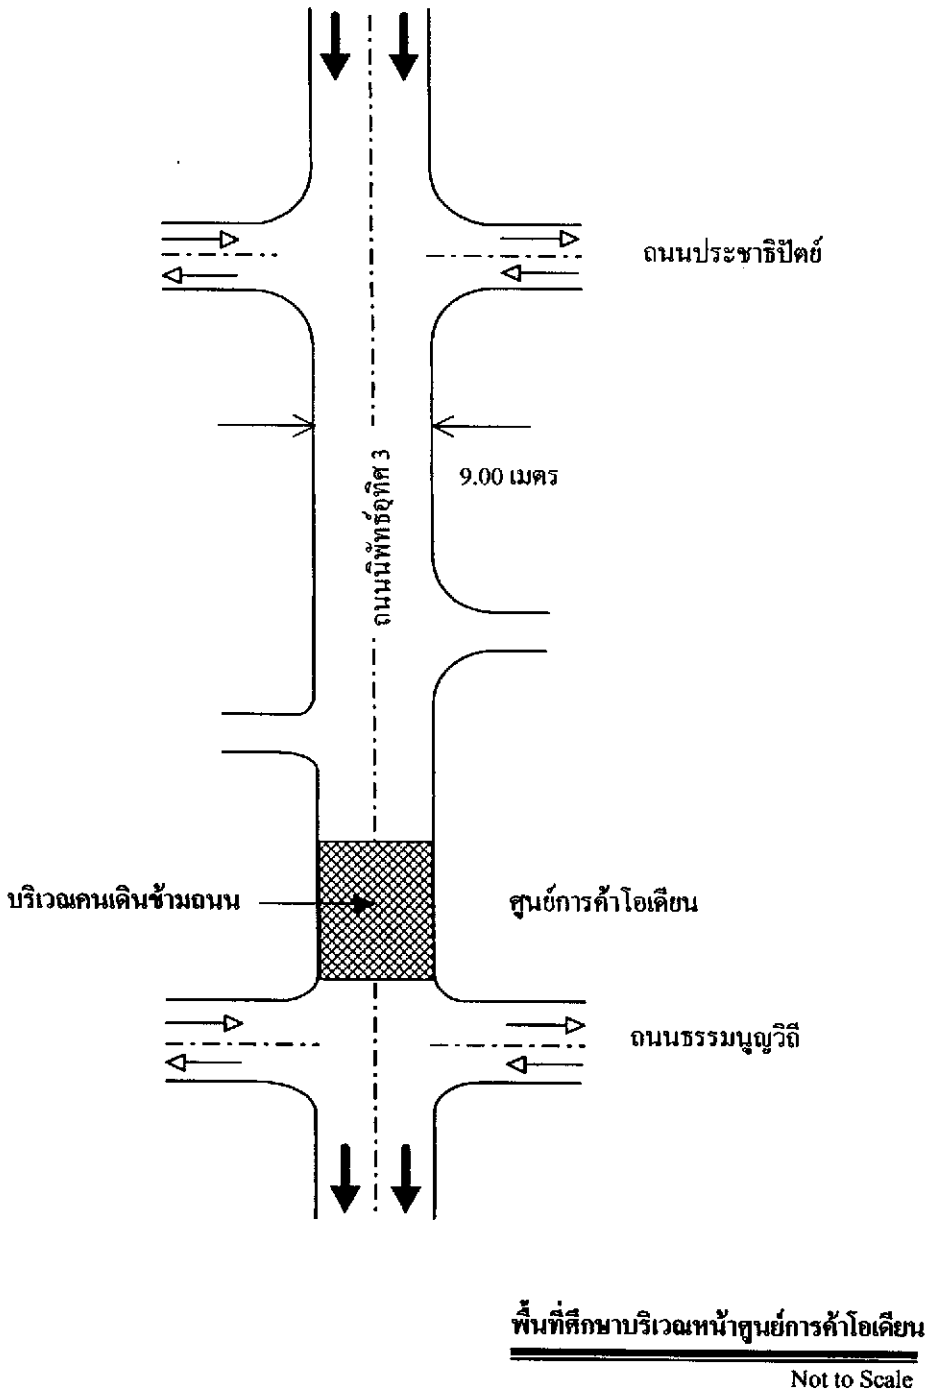 ถนนประชาธิปัตย์
9.00 เมตร
ถนนนิพัทธ์อุทิศ 3
บริเวณคนเดินข้ามถนน
ศูนย์การค้าโอเดียน
ถนนธรรมนูญวิถี
พื้นที่ศึกษาบริเวณหน้าศูนย์การค้าโอเดียน
Not to Scale